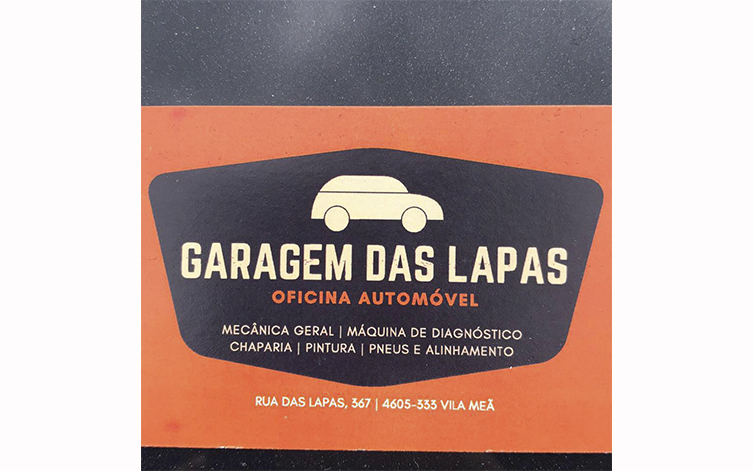 GARAGEM DAS LAPAS
OFICINA AUTOMÓVEL
MECÂNICA GERAL | MÁQUINA DE DIAGNÓSTICO
CHAPARIA | PINTURA | PNEUS E ALINHAMENTO
RUA DAS LAPAS, 367 | 4605-333 VILA MEÃ